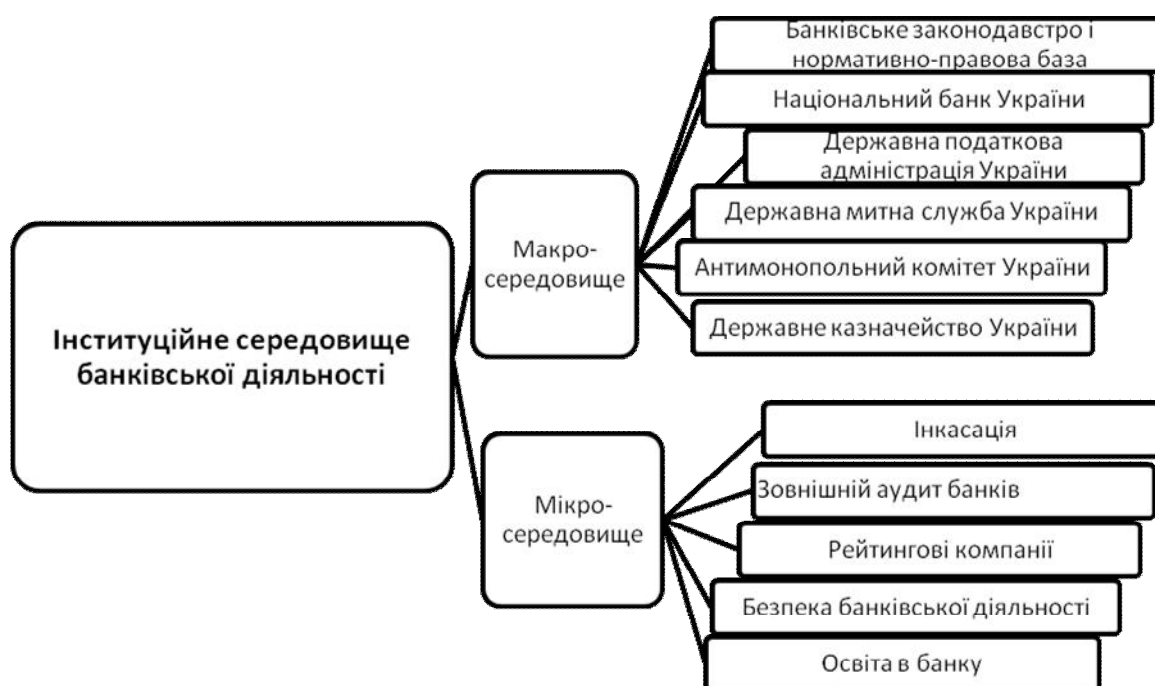 Банківське законодавстро і
нормативно-правова база
Національний банк України
Державна податкова
адміністрація України
Державна митна служба України
Антимонопольний комітет України
Державне казначейство України
Макро-
середовище
Інституційне середовище
банківської діяльності
Мікро-
середовище
Інкасація
Зовнішній аудит банків
Рейтингові компанії
Безпека банківської діяльності
Освіта в банку